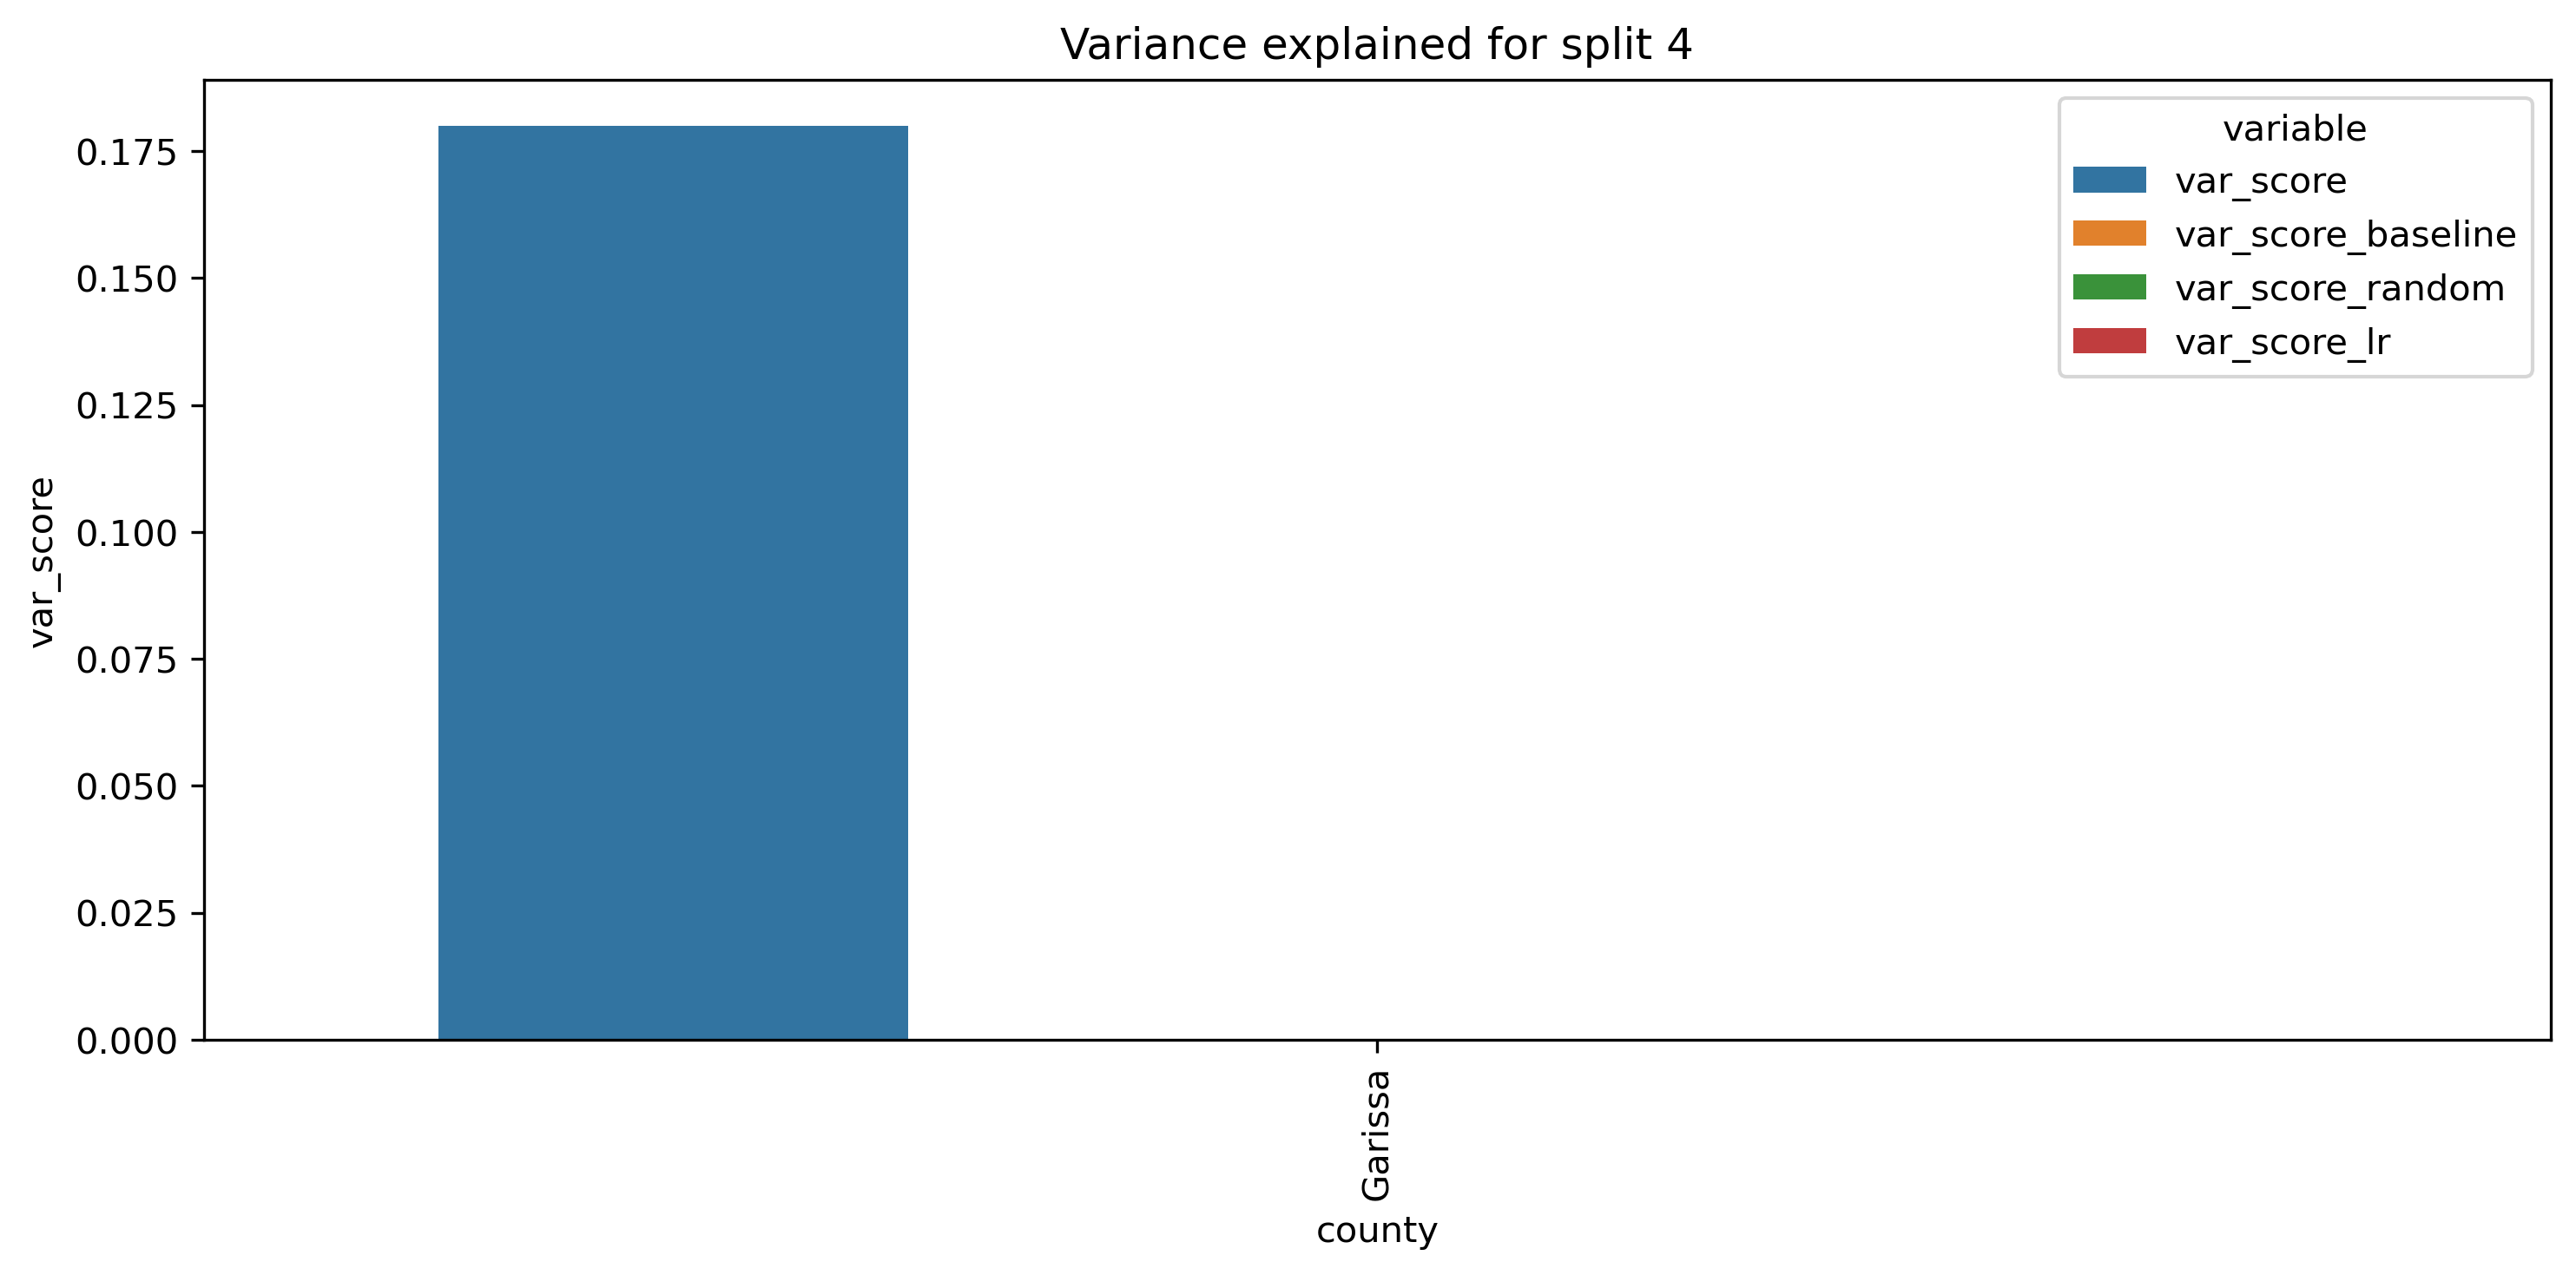 Variance explained for split 4
variable
var_score
var_score_baseline
var_score_random
var_score_lr
var_score
0.175
0.150
0.125
0.100
0.075
0.050
0.025
0.000
Garissa
county